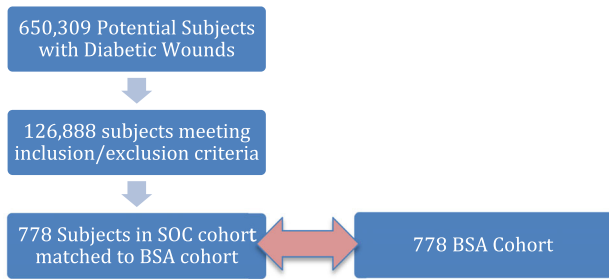 650,309 Potential Subjects
with Diabetic Wounds
126,888 subjects meeting
inclusion/exclusion criteria
778 Subjects in SOC cohort
matched to BSA cohort
778 BSA Cohort